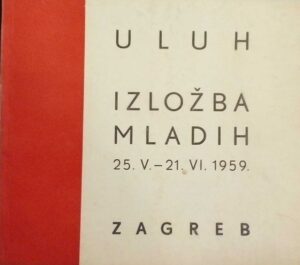 ULUH
IZLOŽBA
MLADIH
25. V. – 21. VI. 1959.
ZAGREB